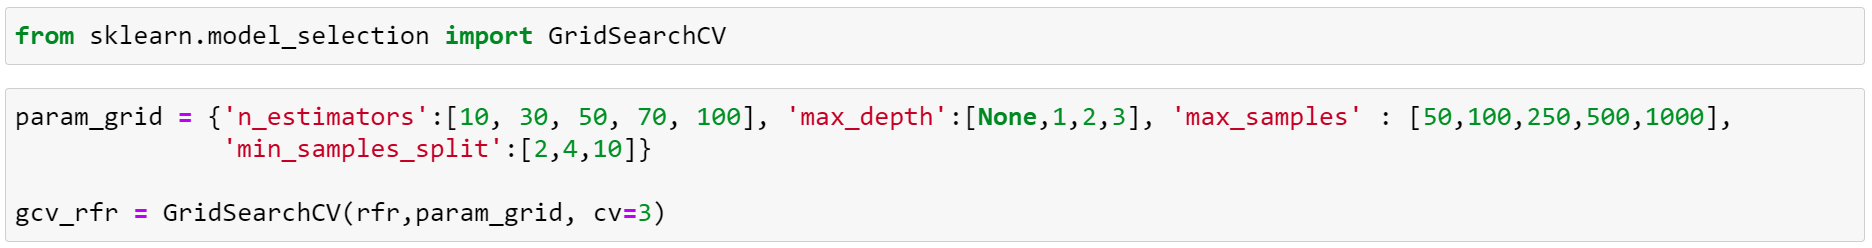 from sklearn.model_selection import GridSearchCV
param_grid = {'n_estimators':[10, 30, 50, 70, 100], 'max_depth':[None,1,2,3], 'max_samples' : [50,100,250,500,1000],
'min_samples_split':[2,4,10]}
gcv_rfr = GridSearchCV(rfr,param_grid, cv=3)